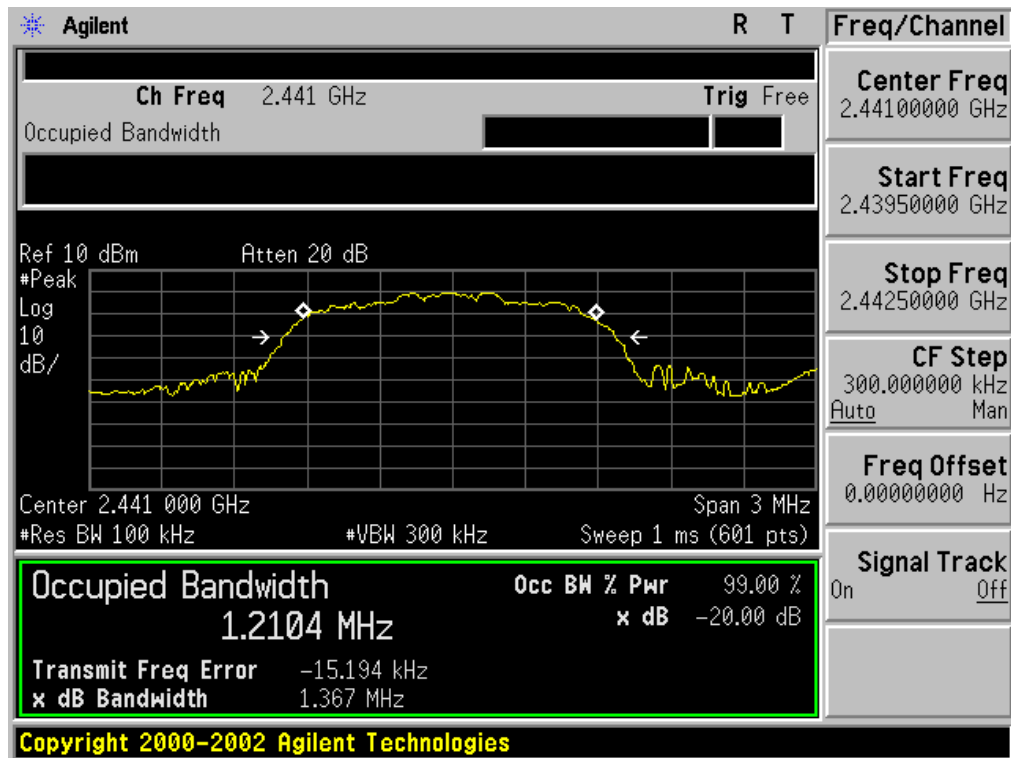 Agilent R T
Ch Freq 2.441 GHz Trig Free
Occupied Bandwidth
Ref 10 dBm Atten 20 dB
#Peak
Log
10
dB/
Center 2.441 000 GHz Span 3 MHz
#Res BW 100 kHz #VBW 300 kHz Sweep 1 ms (601 pts)
Occupied Bandwidth Occ BW % Pwr 99.00 %
1.2104 MHz x dB -20.00 dB
Transmit Freq Error -15.194 kHz
x dB Bandwidth 1.367 MHz
Copyright 2000-2002 Agilent Technologies
Freq/Channel
Center Freq
2.44100000 GHz
Start Freq
2.43950000 GHz
Stop Freq
2.44250000 GHz
CF Step
300.000000 kHz
Auto Man
Freq Offset
0.00000000 Hz
Signal Track
On Off